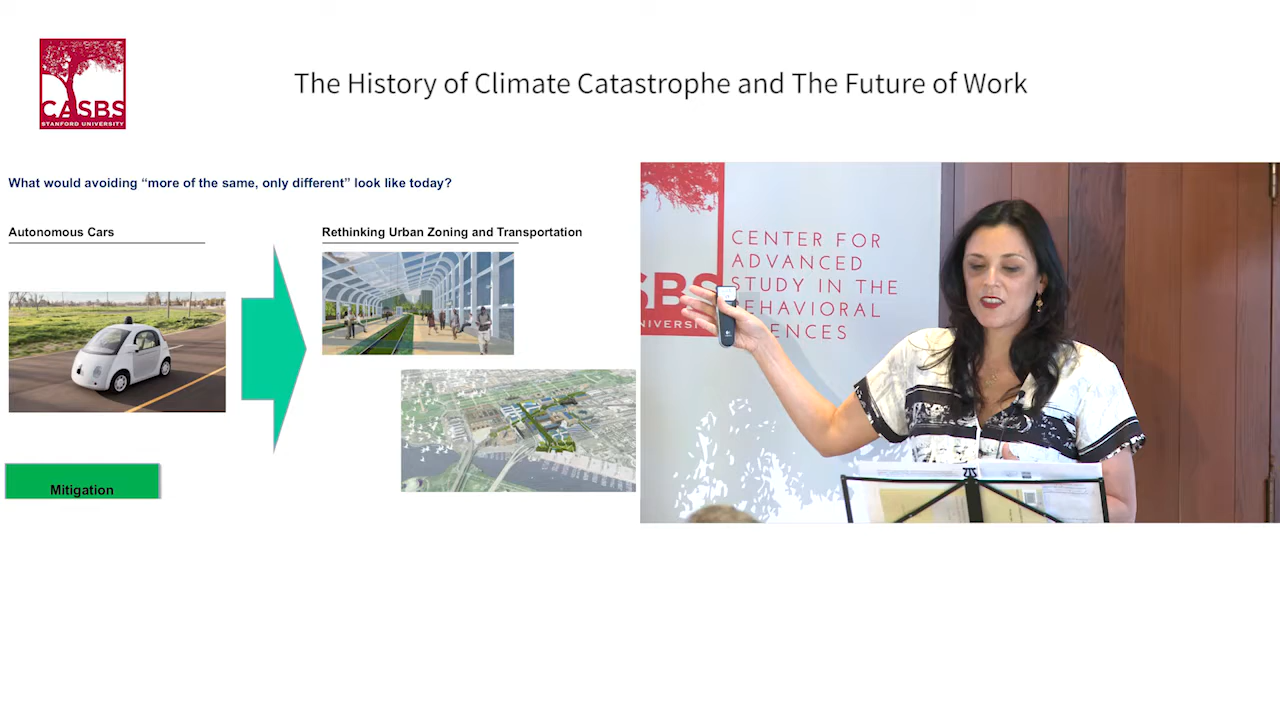 CASBS
STANFORD UNIVERSITY
The History of Climate Catastrophe and The Future of Work
What would avoiding “more of the same, only different” look like today?
Autonomous Cars
Rethinking Urban Zoning and Transportation
Mitigation
SBS
UNIVERSI
CENTER FOR
ADVANCED
STUDY IN THE
EHAVIORAL
ENCES